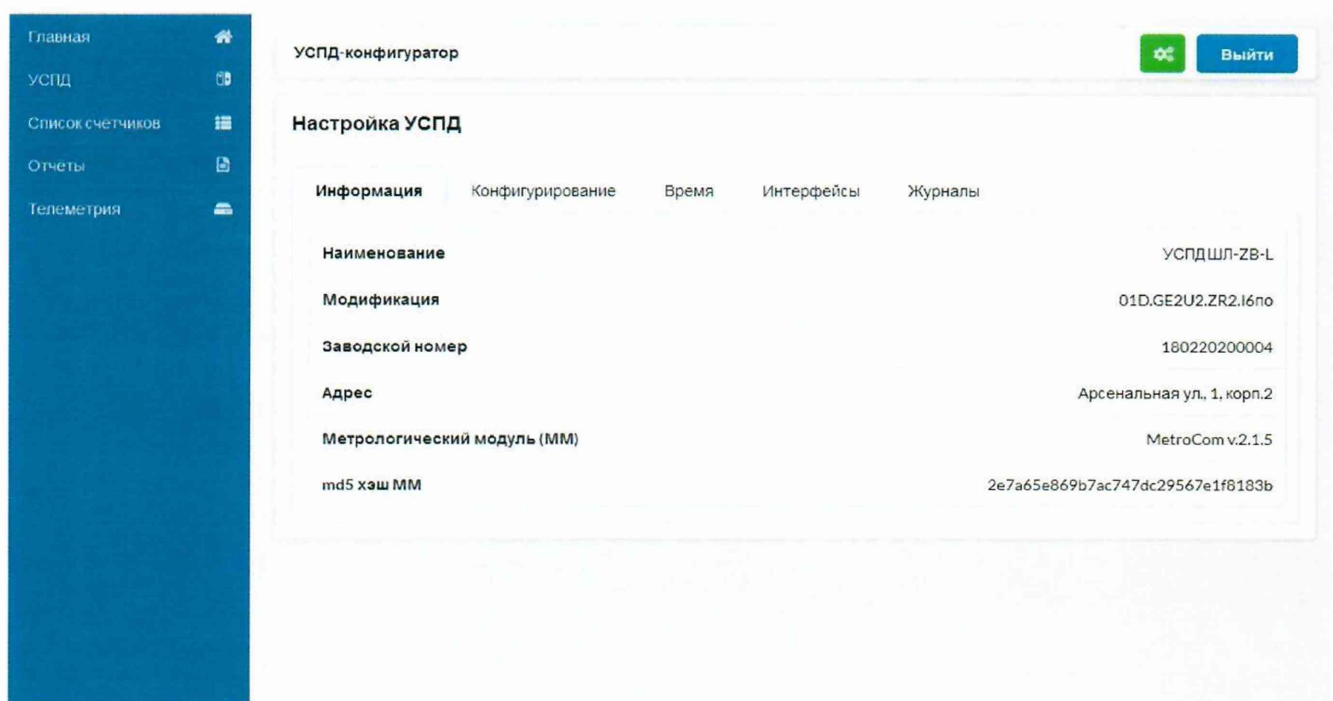 Главная
УСПД
Список счетчиков
Отчеты
Телеметрия
УСПД-конфигуратор
Выйти
Настройка УСПД
Информация Конфигурирование Время Интерфейсы Журналы
Наименование УСПД ШЛ-ZB-L
Модификация 01D.GE2U2.ZR2.I6по
Заводской номер 180220200004
Адрес Арсенальная ул., 1, корп.2
Метрологический модуль (ММ) MetroCom v.2.1.5
md5 хэш ММ 2e7a65e869b7ac747dc29567e1f8183b